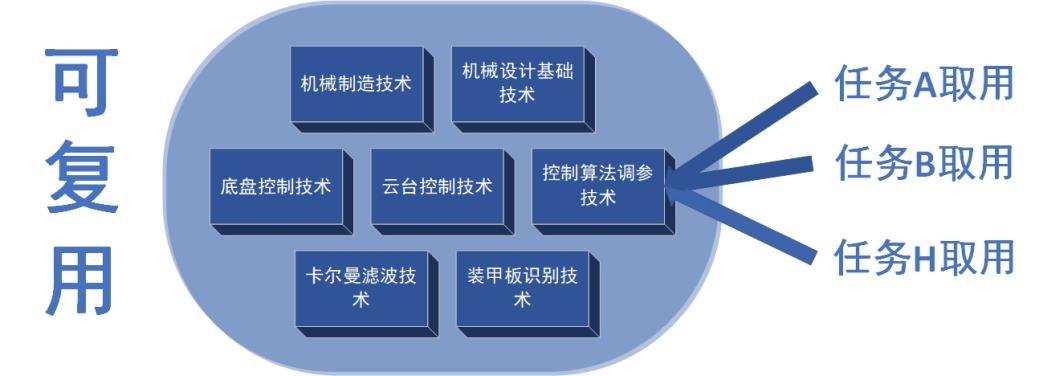 可
复
用
机械制造技术
机械设计基础
技术
底盘控制技术
云台控制技术
控制算法调参
技术
卡尔曼滤波技
术
装甲板识别技
术
任务A取用
任务B取用
任务H取用